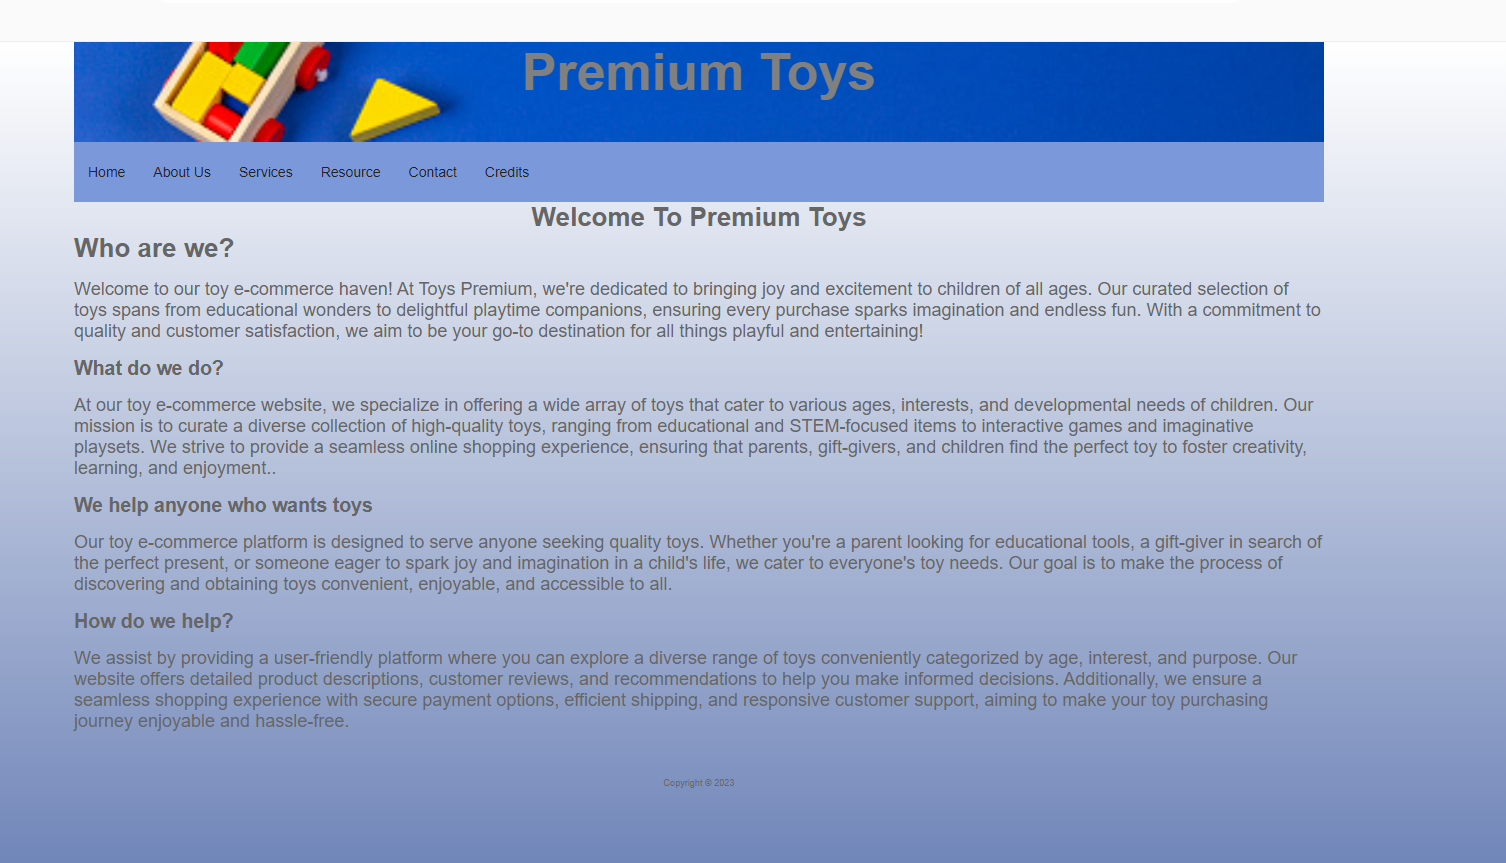 Premium Toys
Home About Us Services Resource Contact Credits
Welcome To Premium Toys
Who are we?
Welcome to our toy e-commerce haven! At Toys Premium, we're dedicated to bringing joy and excitement to children of all ages. Our curated selection of
toys spans from educational wonders to delightful playtime companions, ensuring every purchase sparks imagination and endless fun. With a commitment to
quality and customer satisfaction, we aim to be your go-to destination for all things playful and entertaining!
What do we do?
At our toy e-commerce website, we specialize in offering a wide array of toys that cater to various ages, interests, and developmental needs of children. Our
mission is to curate a diverse collection of high-quality toys, ranging from educational and STEM-focused items to interactive games and imaginative
playsets. We strive to provide a seamless online shopping experience, ensuring that parents, gift-givers, and children find the perfect toy to foster creativity,
learning, and enjoyment..
We help anyone who wants toys
Our toy e-commerce platform is designed to serve anyone seeking quality toys. Whether you're a parent looking for educational tools, a gift-giver in search of
the perfect present, or someone eager to spark joy and imagination in a child's life, we cater to everyone's toy needs. Our goal is to make the process of
discovering and obtaining toys convenient, enjoyable, and accessible to all.
How do we help?
We assist by providing a user-friendly platform where you can explore a diverse range of toys conveniently categorized by age, interest, and purpose. Our
website offers detailed product descriptions, customer reviews, and recommendations to help you make informed decisions. Additionally, we ensure a
seamless shopping experience with secure payment options, efficient shipping, and responsive customer support, aiming to make your toy purchasing
journey enjoyable and hassle-free.
Copyright © 2023